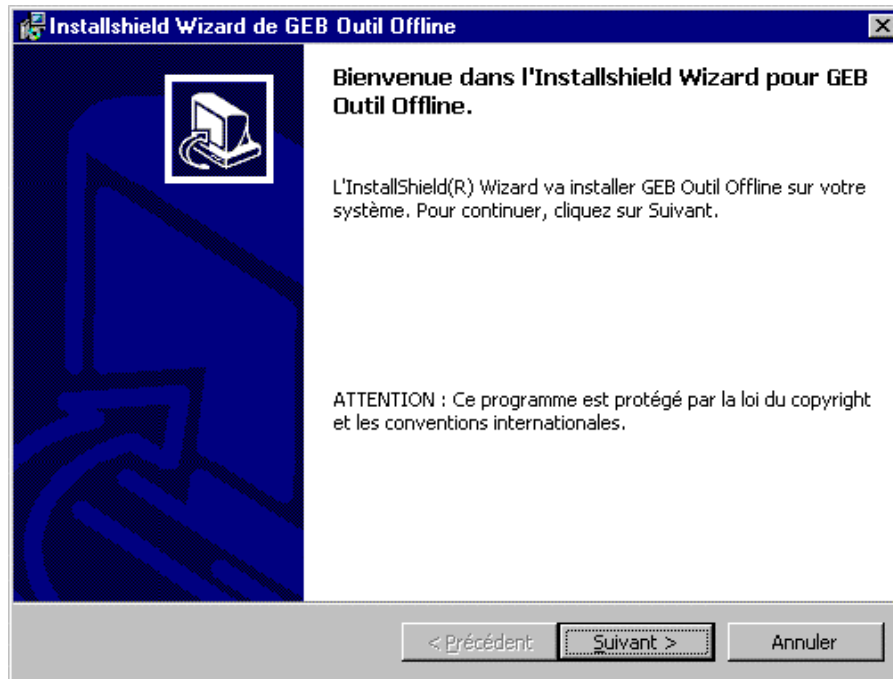 Installshield Wizard de GEB Outil Offline
Bienvenue dans l'Installshield Wizard pour GEB
Outil Offline.
L'InstallShield(R) Wizard va installer GEB Outil Offline sur votre
système. Pour continuer, cliquez sur Suivant.
ATTENTION : Ce programme est protégé par la loi du copyright
et les conventions internationales.
< Précédent Suivant > Annuler